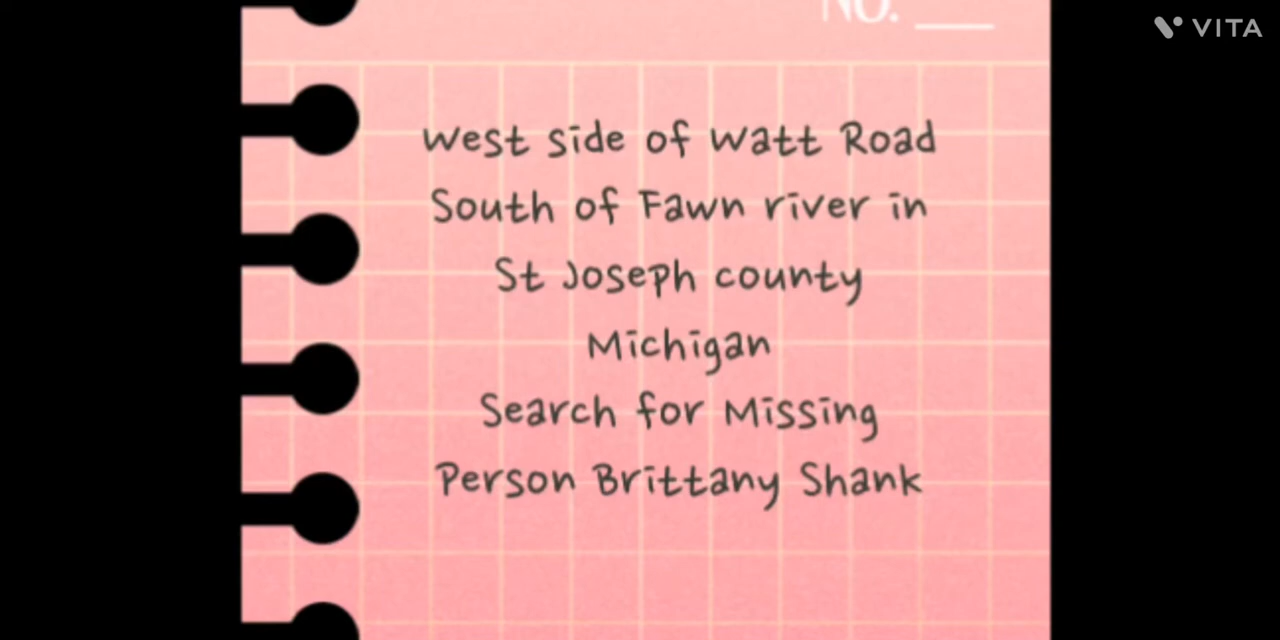 NO.
VITA
West side of Watt Road
South of Fawn river in
St Joseph county
Michigan
Search for Missing
Person Brittany Shank